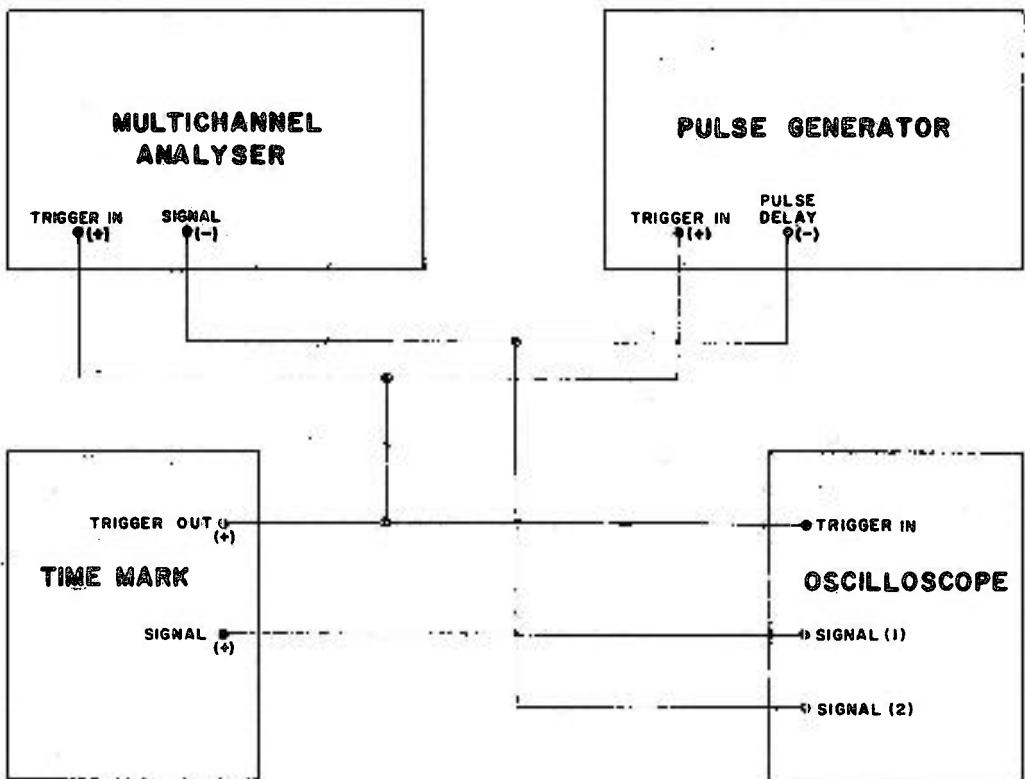 MULTICHANNEL
ANALYSER
TRIGGER IN
(+)
SIGNAL
(-)
PULSE GENERATOR
TRIGGER IN
(+)
PULSE
DELAY
(-)
TRIGGER OUT
(+)
TIME MARK
SIGNAL
(+)
TRIGGER IN
OSCILLOSCOPE
SIGNAL (1)
SIGNAL (2)